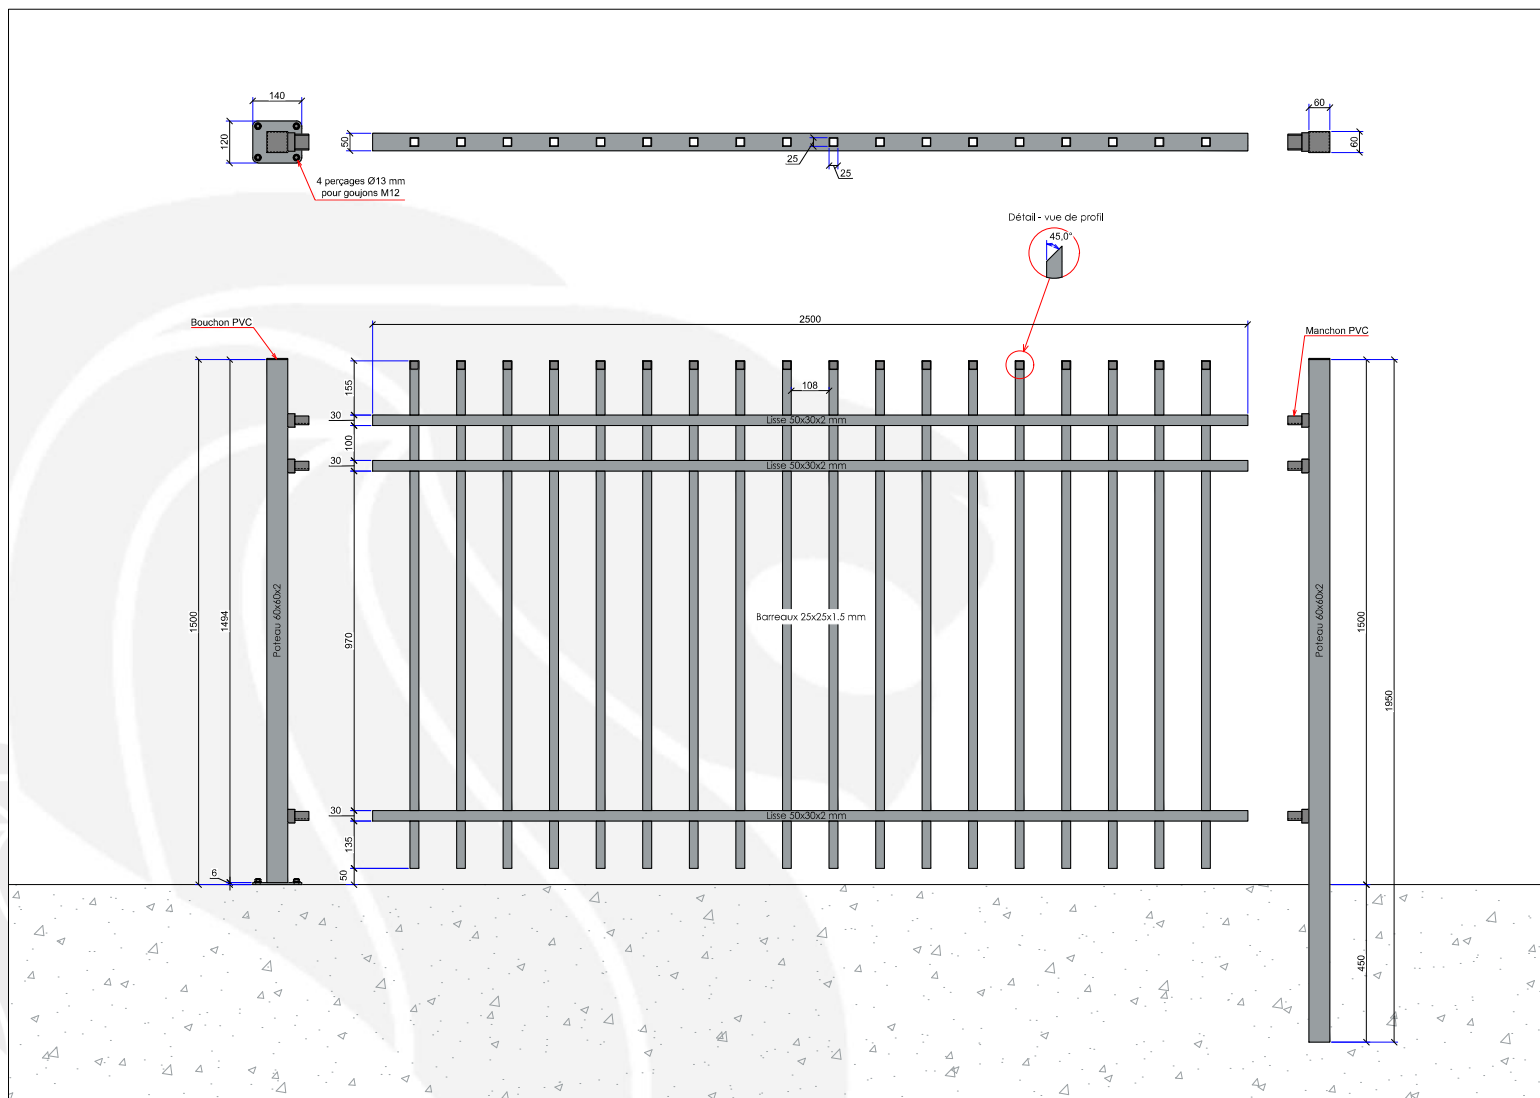 140
60
120
50
60
25
25
4 perçages Ø13 mm
pour goujons M12
Détail - vue de profil
45,0°
Bouchon PVC
2500
Manchon PVC
155
108
30
Lisse 50x30x2 mm
100
30
Lisse 50x30x2 mm
1500
1494
Poteau 60x60x2
970
Barreaux 25x25x1.5 mm
Poteau 60x60x2
1500
1950
30
Lisse 50x30x2 mm
135
6
50
450